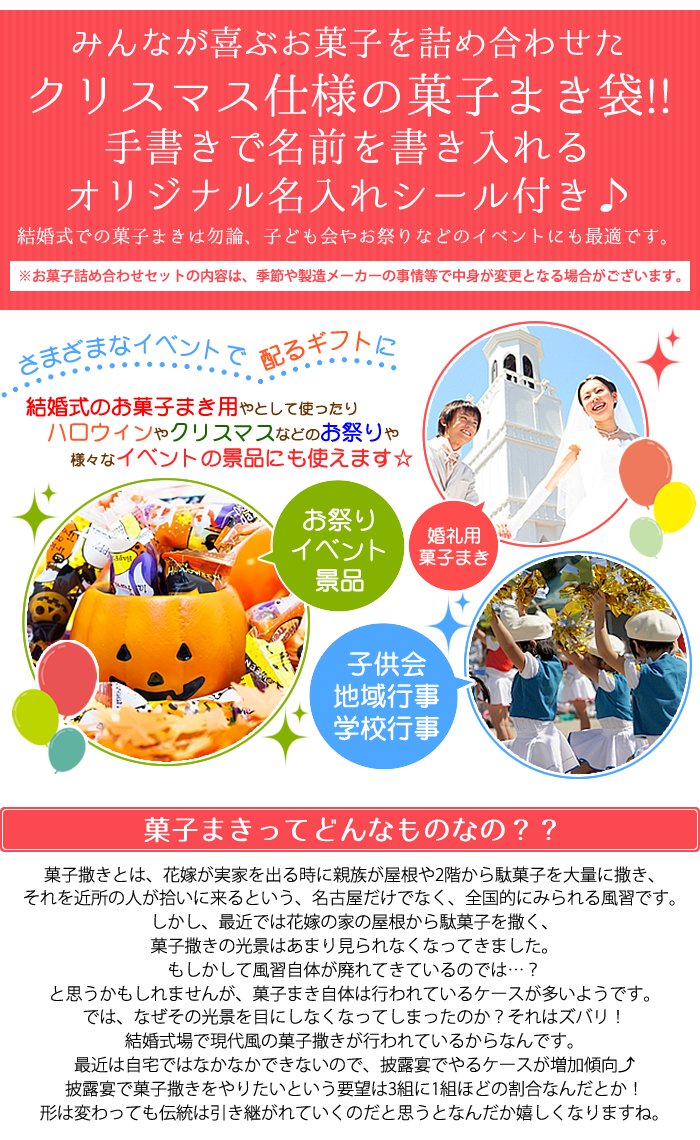 みんなが喜ぶお菓子を詰め合わせた
クリスマス仕様の菓子まき袋!!
手書きで名前を書き入れる
オリジナル名入れシール付き♪
結婚式での菓子まきは勿論、子ども会やお祭りなどのイベントにも最適です。
※お菓子詰め合わせセットの内容は、季節や製造メーカーの事情等で中身が変更となる場合がございます。
さまざまなイベントで 配るギフトに
結婚式のお菓子まき用やとして使ったり
ハロウィンやクリスマスなどのお祭りや
様々なイベントの景品にも使えます☆
お祭り
イベント
景品
婚礼用
菓子まき
子供会
地域行事
学校行事
菓子まきってどんなものなの？？
菓子撒きとは、花嫁が実家を出る時に親族が屋根や2階から駄菓子を大量に撒き、
それを近所の人が拾いに来るという、名古屋だけでなく、全国的にみられる風習です。
しかし、最近では花嫁の家の屋根から駄菓子を撒く、
菓子撒きの光景はあまり見られなくなってきました。
もしかして風習自体が廃れてきているのでは…？
と思うかもしれませんが、菓子まき自体は行われているケースが多いようです。
では、なぜその光景を目にしなくなってしまったのか？それはズバリ！
結婚式場で現代風の菓子撒きが行われているからなんです。
最近は自宅ではなかなかできないので、披露宴でやるケースが増加傾向⤴
披露宴で菓子撒きをやりたいという要望は3組に1組ほどの割合なんだとか！
形は変わっても伝統は引き継がれていくのだと思うとなんだか嬉しくなりますね。